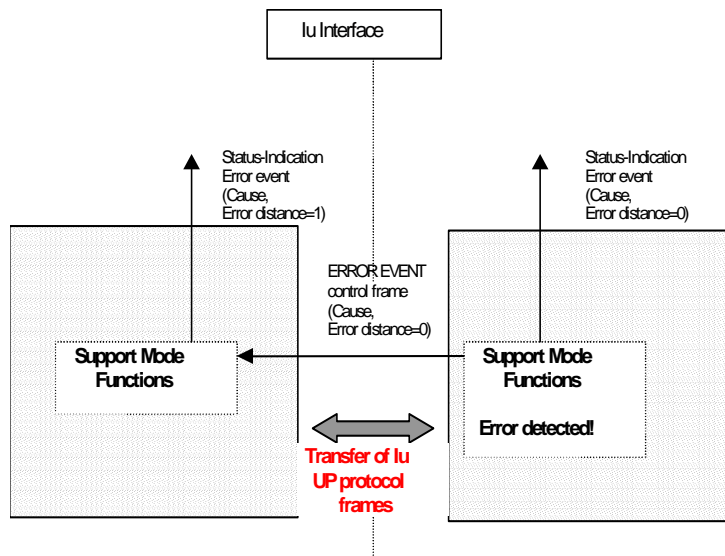 Iu Interface
Status-Indication
Error event
(Cause,
Error distance=1)
Status-Indication
Error event
(Cause,
Error distance=0)
ERROR EVENT
control frame
(Cause,
Error distance=0)
Support Mode
Functions
Support Mode
Functions
Error detected!
Transfer of Iu
UP protocol
frames